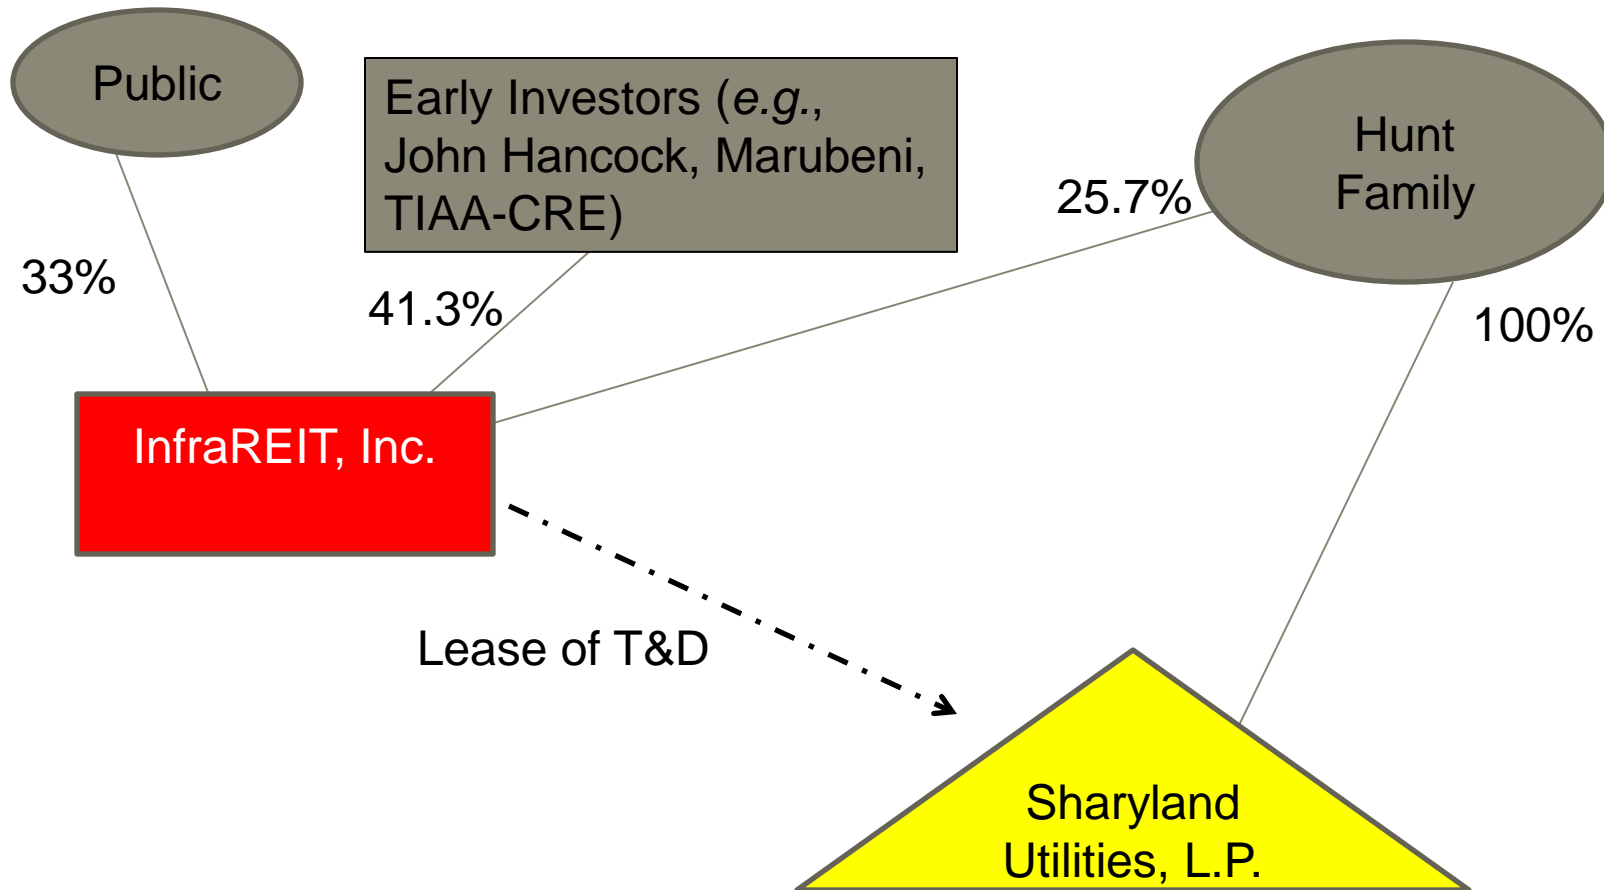 Public
Early Investors (e.g.,
John Hancock, Marubeni,
TIAA-CRE)
Hunt
Family
25.7%
33%
41.3%
100%
InfraREIT, Inc.
Lease of T&D
Sharyland
Utilities, L.P.